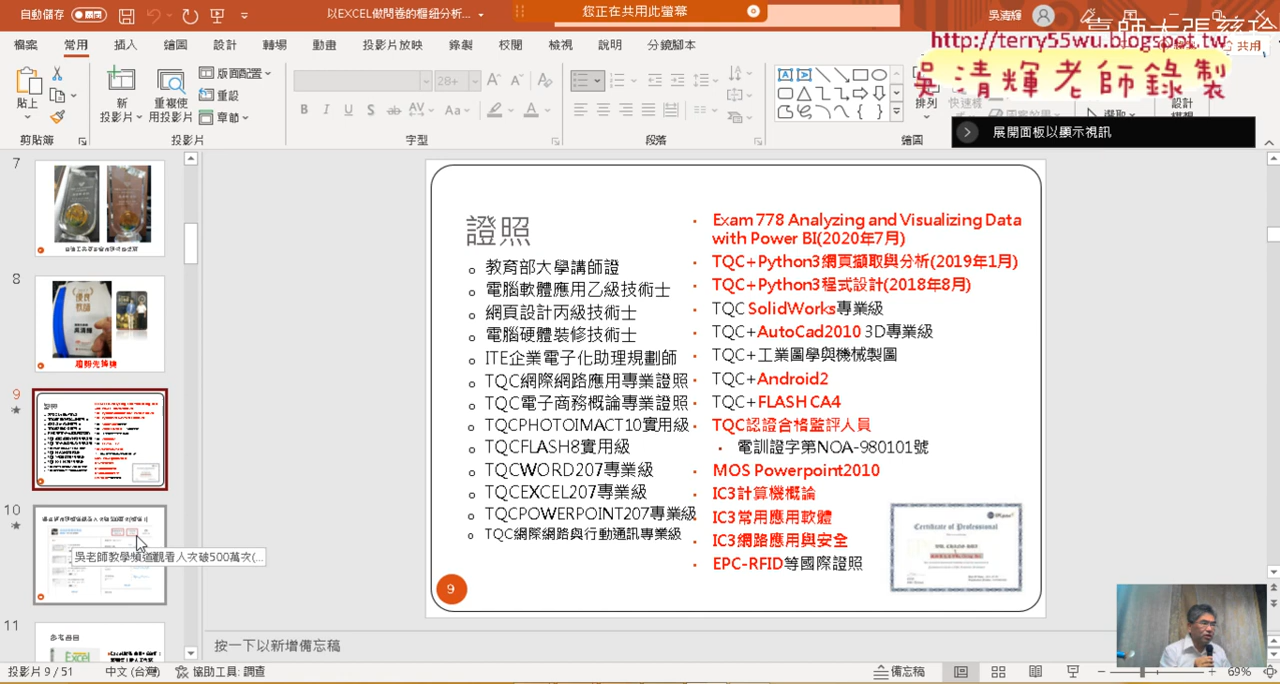 自動儲存
關閉
以EXCEL做問卷的樞紐分析...
您正在共用此螢幕
吳清輝
檔案 常用 插入 繪圖 設計 轉場 動畫 投影片放映 錄製 校閱 檢視 說明 分鏡腳本
共用
http://terry55wu.blogspot.tw
吳清輝老師錄製
展開面板以顯示視訊
貼上
新
投影片
重複使
用投影片
版面配置
重設
章節
28+
B I U S ab AV Aa A
排列
設計
剪貼簿 投影片 字型 段落 繪圖
7
8
9
10
吳老師教學頻道觀看人次破500萬次(...
11
參考書目
證照
教育部大學講師證
電腦軟體應用乙級技術士
網頁設計丙級技術士
電腦硬體裝修技術士
ITE企業電子化助理規劃師
TQC網際網路應用專業證照
TQC電子商務概論專業證照
TQCPHOTOIMACT10實用級
TQCFLASH8實用級
TQCWORD207專業級
TQCEXCEL207專業級
TQCPOWERPOINT207專業級
TQC網際網路與行動通訊專業級
Exam 778 Analyzing and Visualizing Data
with Power BI(2020年7月)
TQC+Python3網頁擷取與分析(2019年1月)
TQC+Python3程式設計(2018年8月)
TQC SolidWorks專業級
TQC+AutoCad2010 3D專業級
TQC+工業圖學與機械製圖
TQC+Android2
TQC+FLASH CA4
TQC認證合格監評人員
電訓證字第NOA-980101號
MOS Powerpoint2010
IC3計算機概論
IC3常用應用軟體
IC3網路應用與安全
EPC-RFID等國際證照
Certificate of Professional
9
按一下以新增備忘稿
投影片 9 / 51 中文 (台灣) 協助工具: 調查
備忘稿
69%